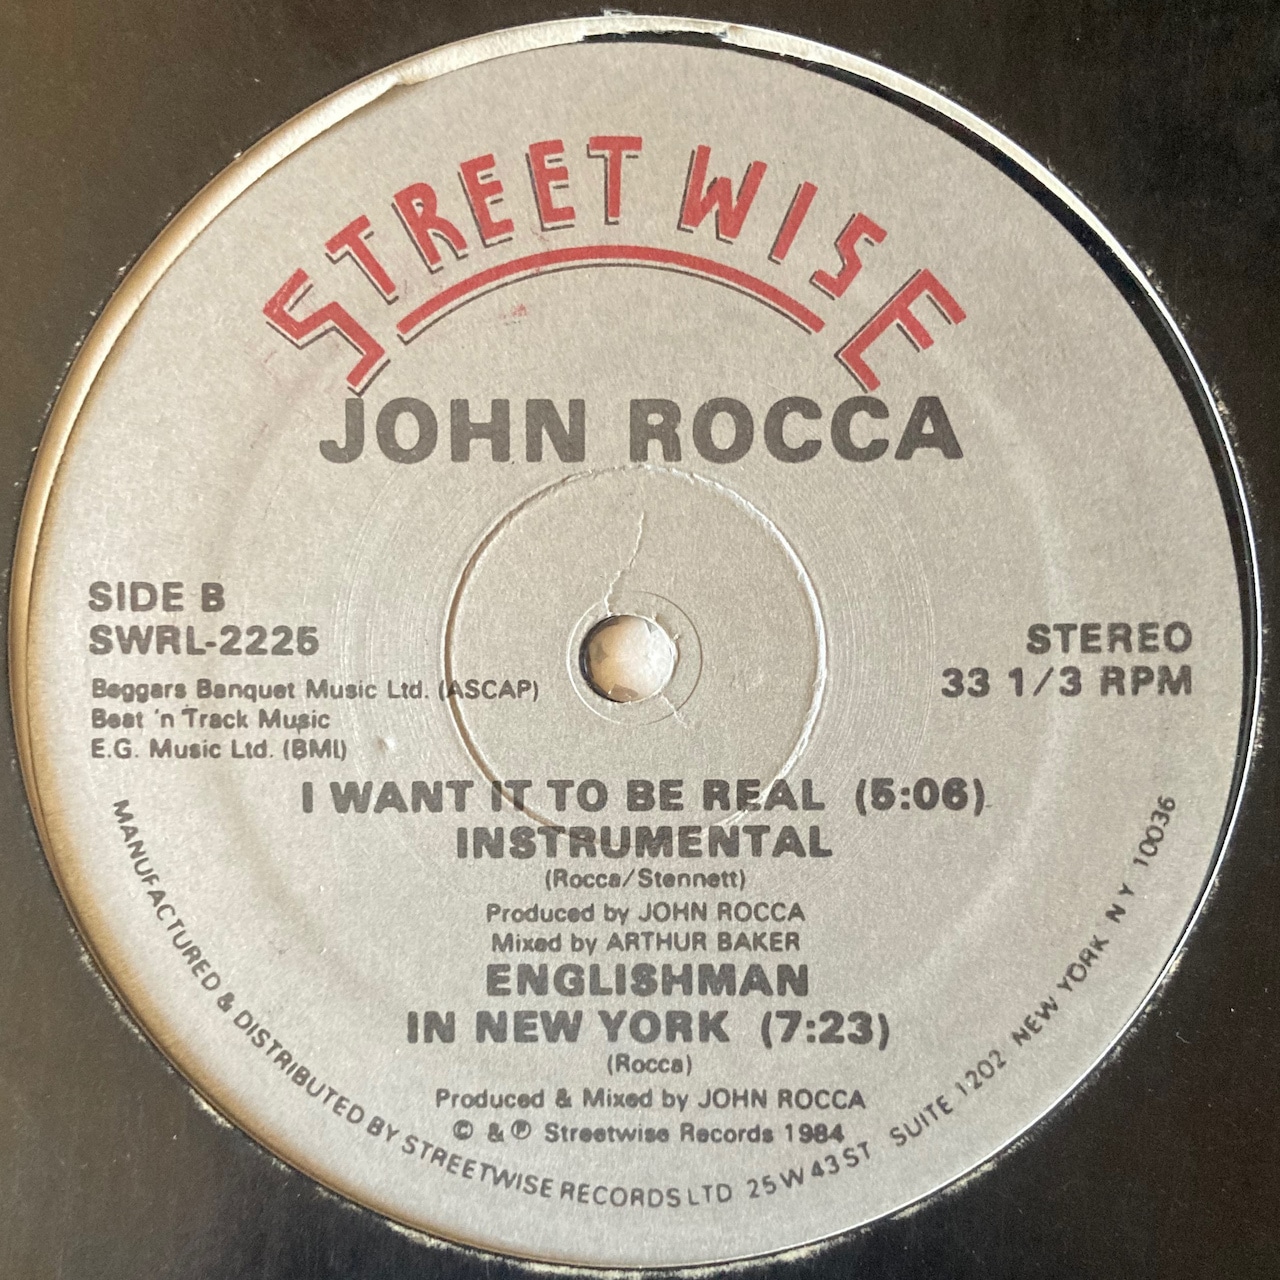 STREETWISE
JOHN ROCCA
SIDE B
SWRL-2225
Beggars Banquet Music Ltd. (ASCAP)
Beat 'n Track Music
E.G. Music Ltd. (BMI)
STEREO
33 1/3 RPM
I WANT IT TO BE REAL (5:06)
INSTRUMENTAL
(Rocca/Stennett)
Produced by JOHN ROCCA
Mixed by ARTHUR BAKER
ENGLISHMAN
IN NEW YORK (7:23)
(Rocca)
Produced & Mixed by JOHN ROCCA
© & ℗ Streetwise Records 1984
MANUFACTURED & DISTRIBUTED BY STREETWISE RECORDS LTD 25 W 43 ST SUITE 1202 NEW YORK NY 10036